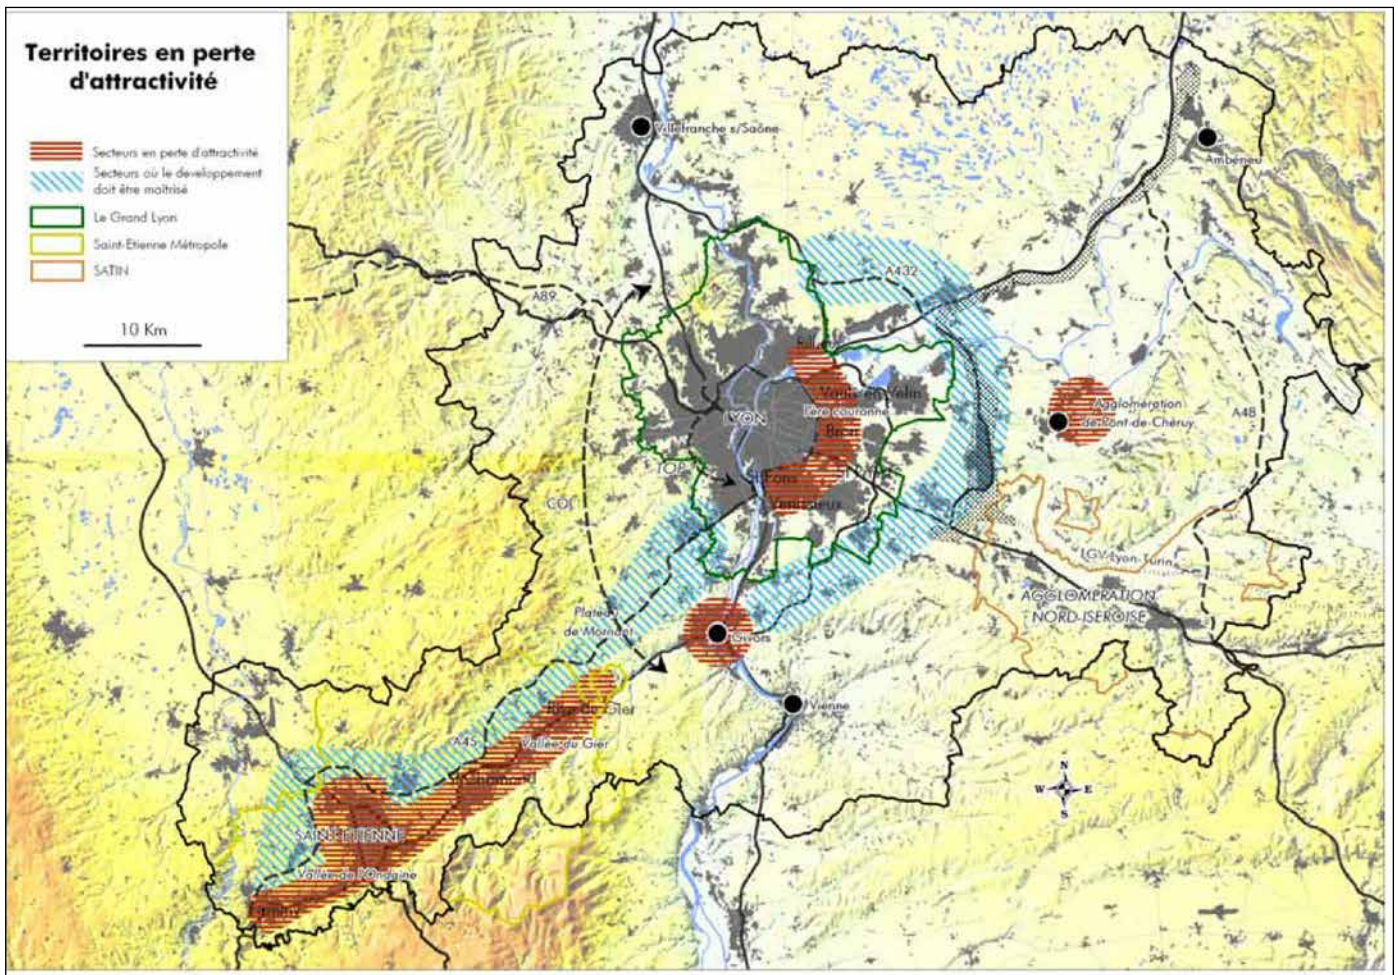 Territoires en perte
d'attractivité
Secteurs en perte d'attractivité
Secteurs où le développement
doit être maîtrisé
Le Grand Lyon
Saint-Etienne Métropole
SATIN
10 Km
Villefranche s/Saône
Ambérieu
A432
A89
Vaulx-en-Velin
1ère couronne
LYON
Bron
Agglomération
de Pont-de-Chéruy
A48
TOP
St Fons
Vénissieux
COL
LGV Lyon-Turin
AGGLOMERATION
NORD-ISEROISE
Plateau
de Mornant
Givors
Vienne
Rive de Gier
A45
Vallée du Gier
SAINT-ETIENNE
Vallée de l'Ondaine
N
W
E
S